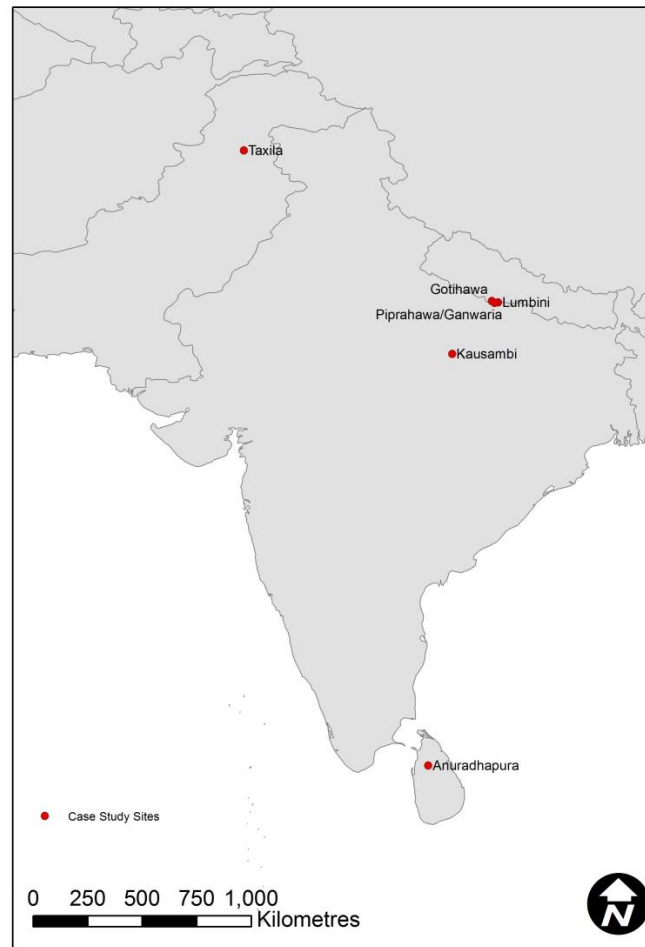 Taxila
Gotihawa
Lumbini
Piprahawa/Ganwaria
Kausambi
Anuradhapura
Case Study Sites
0 250 500 750 1,000
Kilometres
N